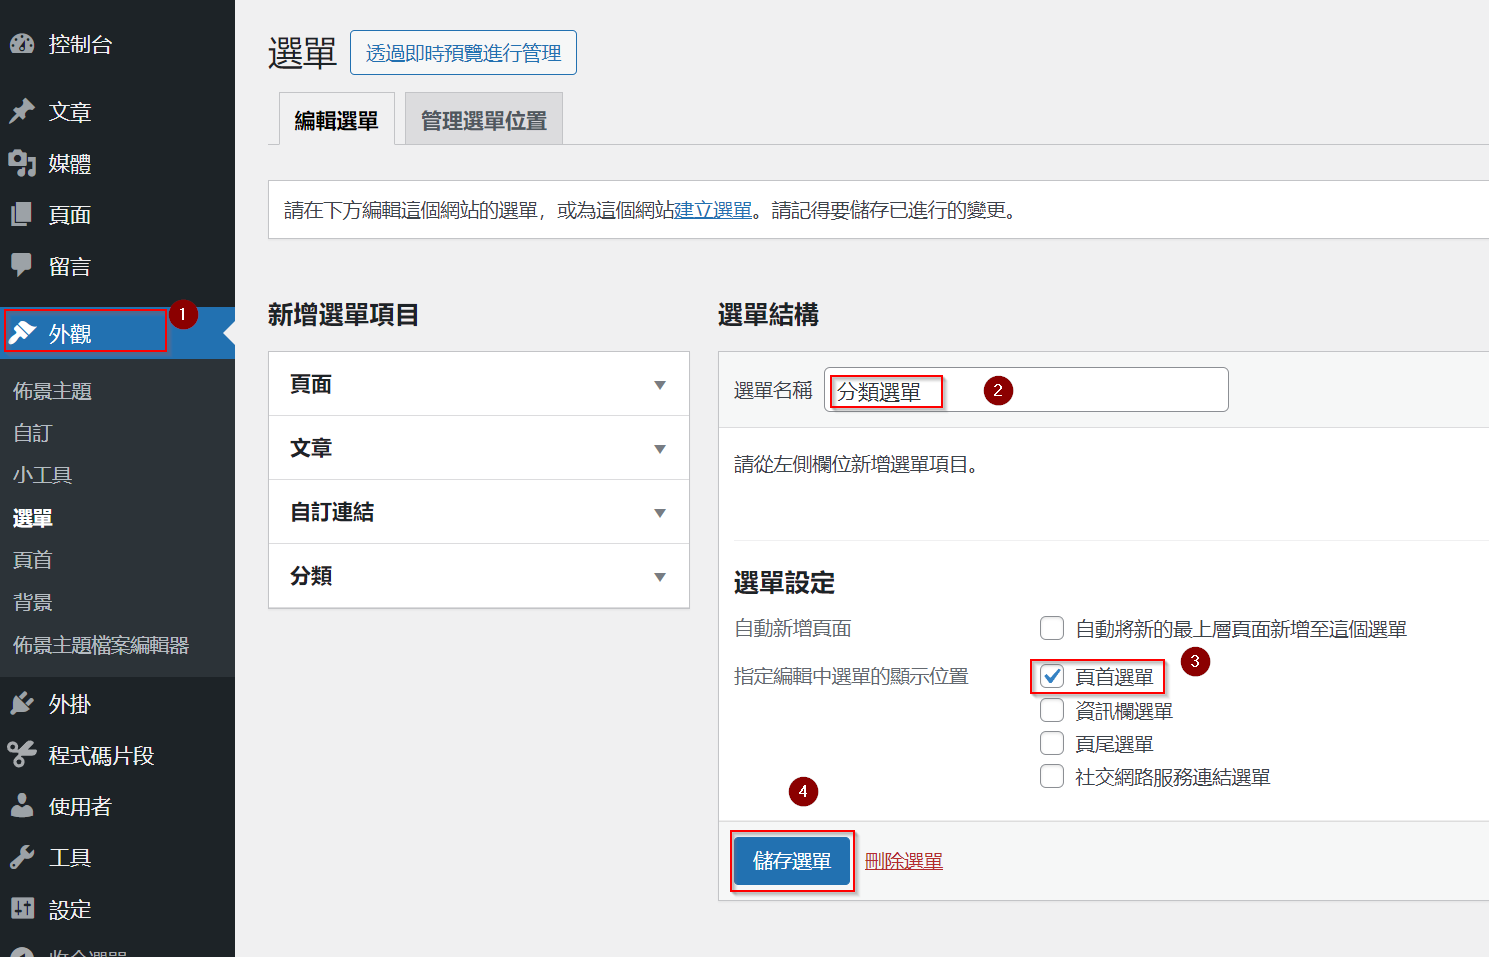 控制台
文章
媒體
頁面
留言
外觀
1
佈景主題
自訂
小工具
選單
頁首
背景
佈景主題檔案編輯器
外掛
程式碼片段
使用者
工具
設定
收合選單
選單
透過即時預覽進行管理
編輯選單
管理選單位置
請在下方編輯這個網站的選單，或為這個網站建立選單。請記得要儲存已進行的變更。
新增選單項目
頁面
文章
自訂連結
分類
選單結構
選單名稱 分類選單 2
請從左側欄位新增選單項目。
選單設定
自動新增頁面 自動將新的最上層頁面新增至這個選單
指定編輯中選單的顯示位置 頁首選單 3
資訊欄選單
頁尾選單
社交網路服務連結選單
4
儲存選單 刪除選單